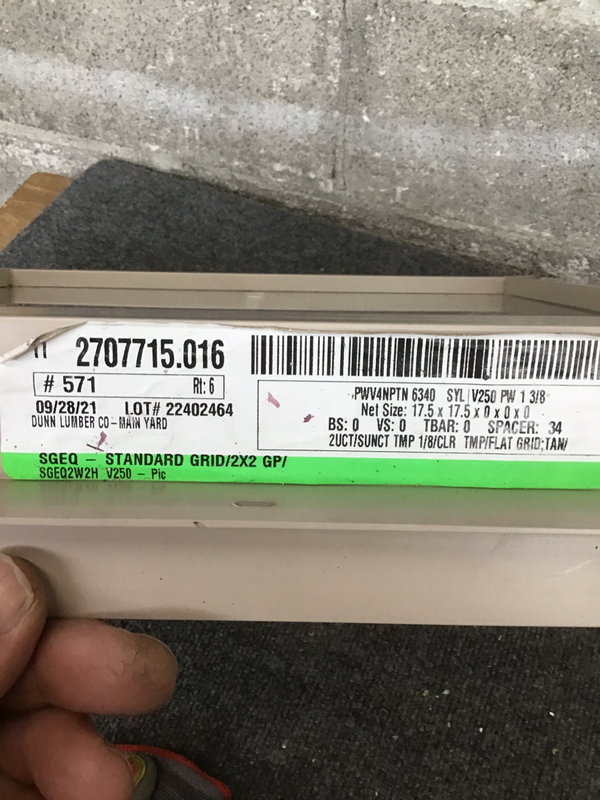 2707715.016
# 571 Rt: 6
09/28/21 LOT# 22402464
DUNN LUMBER CO-MAIN YARD
PWV4NPTN 6340 SYL V250 PW 1 3/8
Net Size: 17.5 x 17.5 x 0 x 0 x 0
BS: 0 VS: 0 TBAR: 0 SPACER: 34
2UCT/SUNCT TMP 1/8/CLR TMP/FLAT GRID;TAN/
SGEQ - STANDARD GRID/2X2 GP/
SGEQ2W2H V250 - Pic